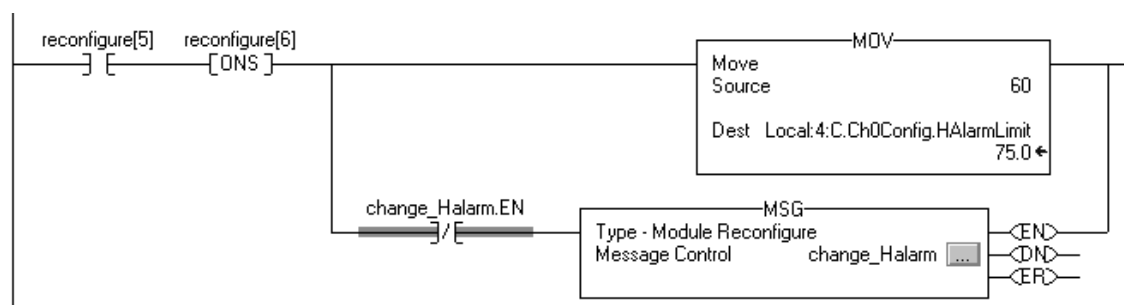 reconfigure[5] reconfigure[6]
ONS
MOV
Move
Source 60
Dest Local:4:C.Ch0Config.HAlarmLimit
75.0
change_Halarm.EN
MSG
Type - Module Reconfigure
Message Control change_Halarm ...
EN
DN
ER